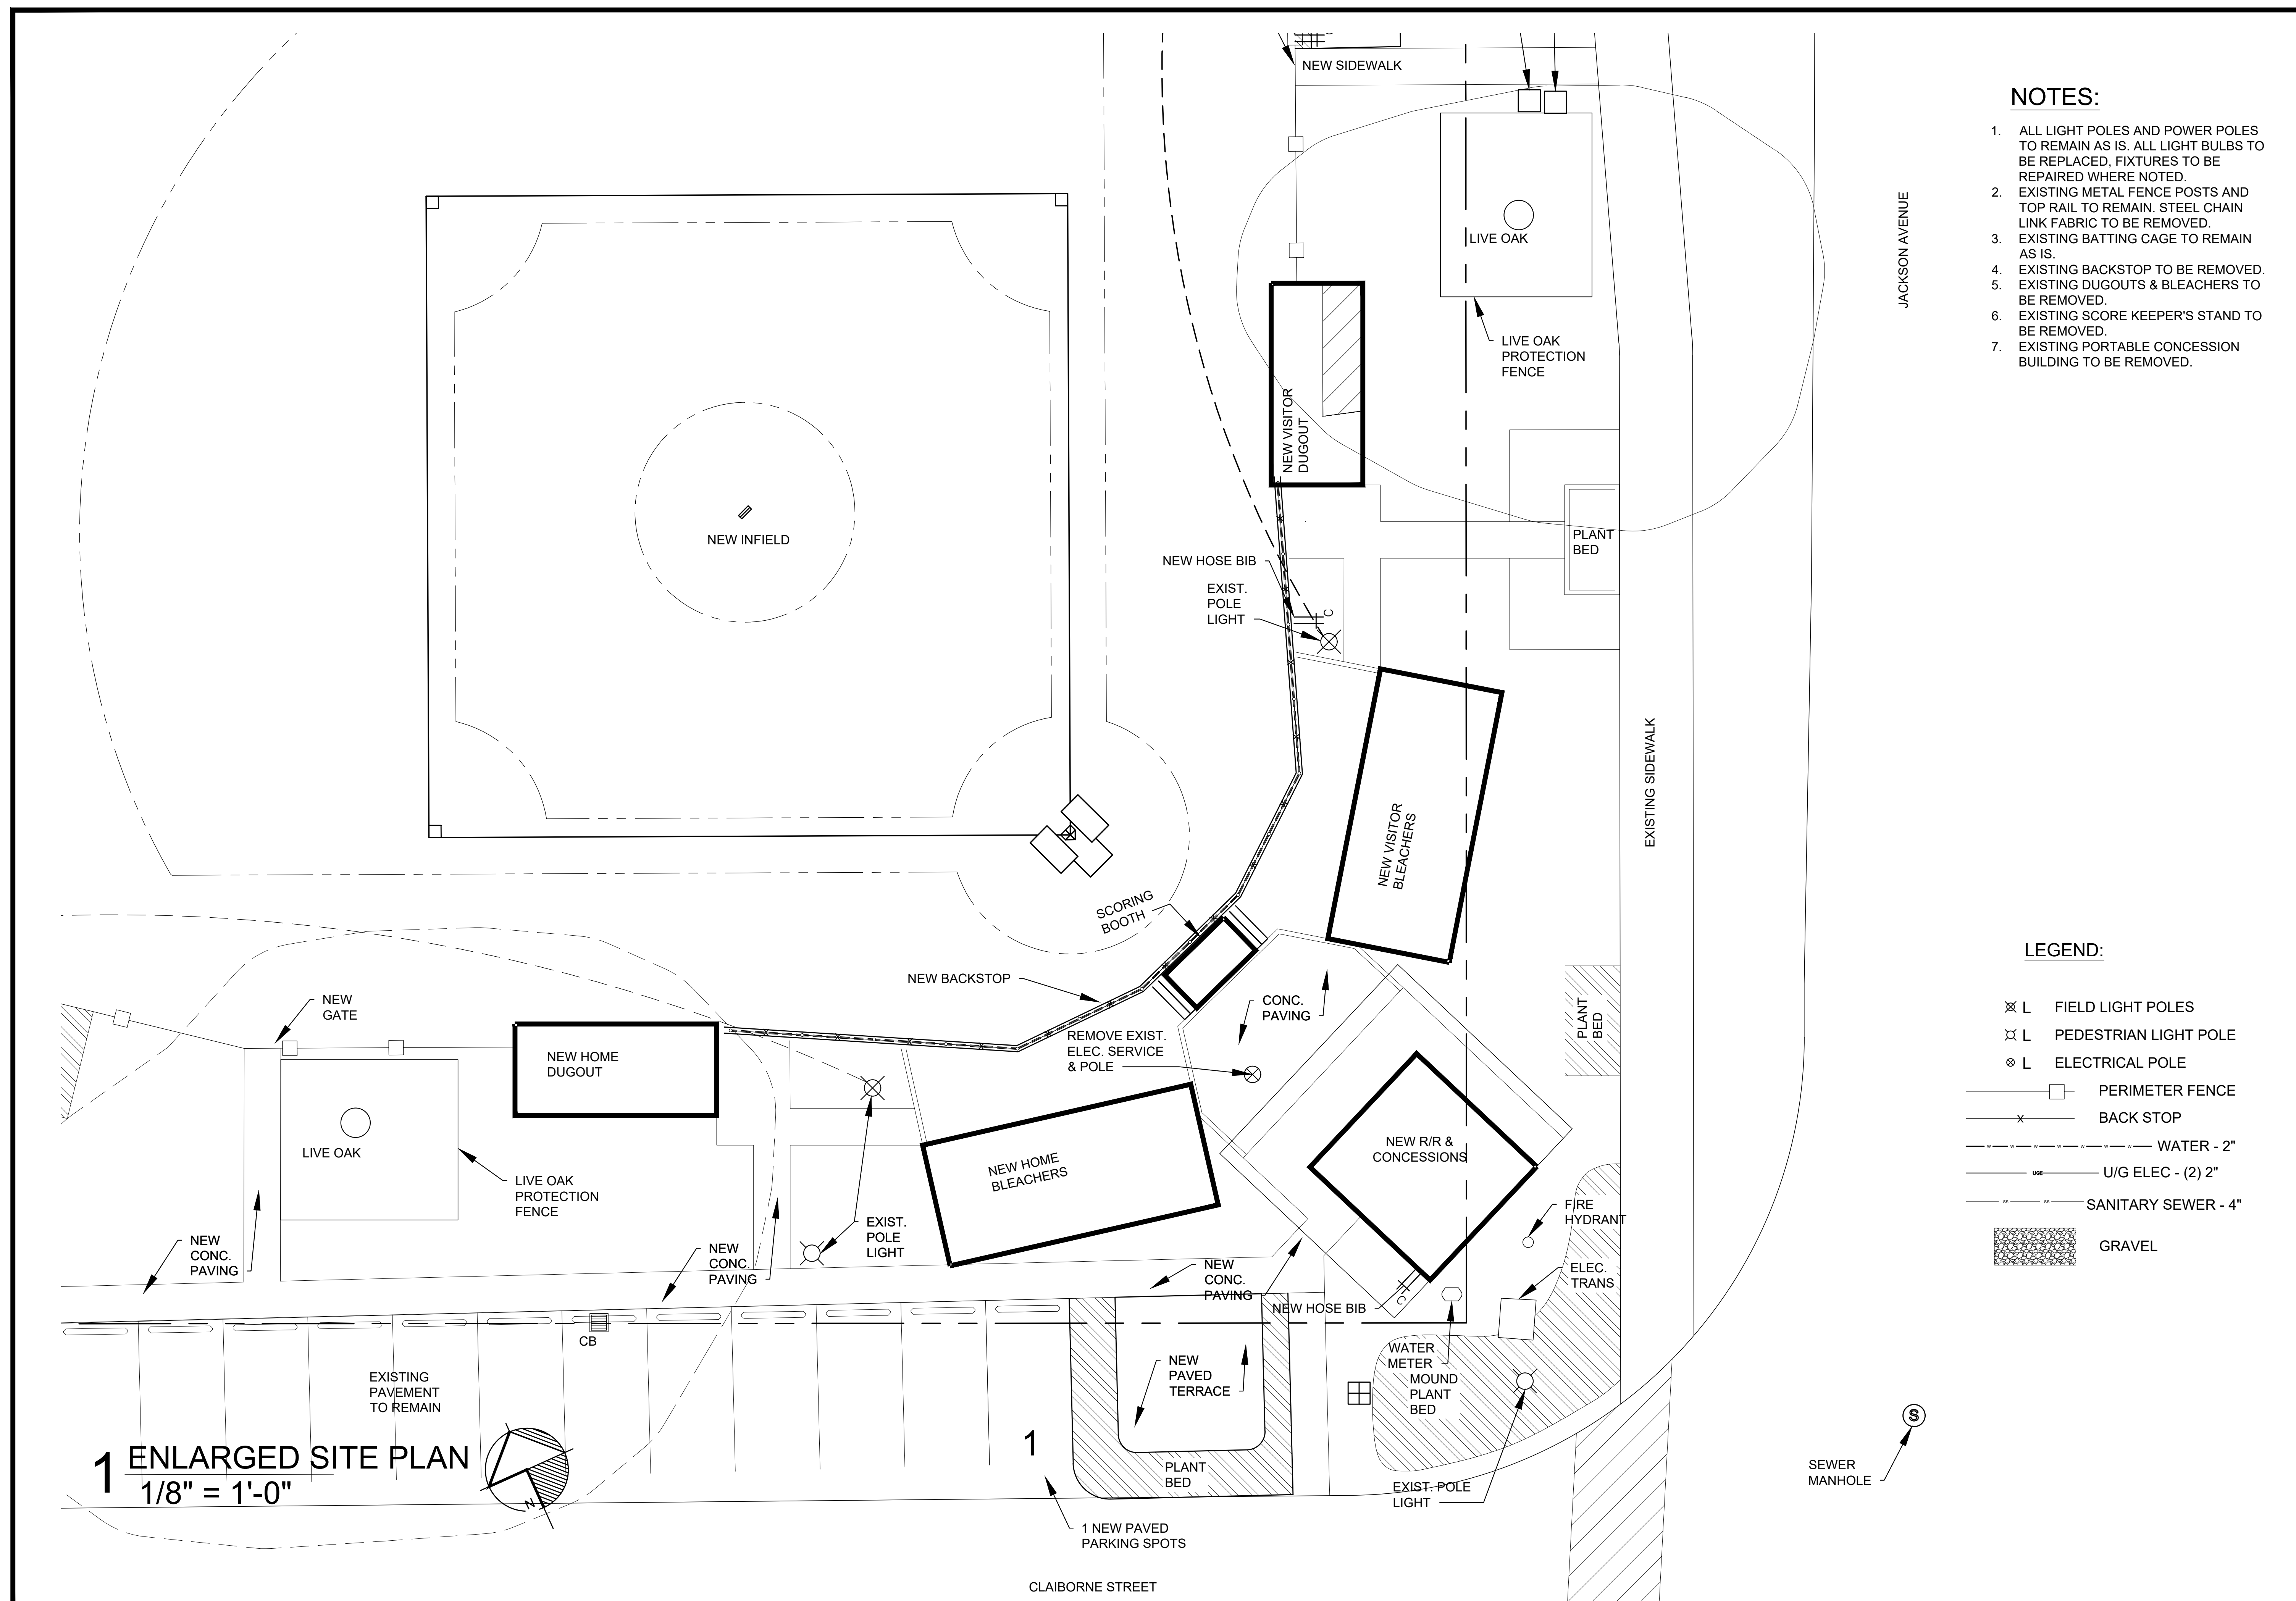 NEW SIDEWALK
NOTES:
1. ALL LIGHT POLES AND POWER POLES
TO REMAIN AS IS. ALL LIGHT BULBS TO
BE REPLACED, FIXTURES TO BE
REPAIRED WHERE NOTED.
2. EXISTING METAL FENCE POSTS AND
TOP RAIL TO REMAIN. STEEL CHAIN
LINK FABRIC TO BE REMOVED.
3. EXISTING BATTING CAGE TO REMAIN
AS IS.
4. EXISTING BACKSTOP TO BE REMOVED.
5. EXISTING DUGOUTS & BLEACHERS TO
BE REMOVED.
6. EXISTING SCORE KEEPER'S STAND TO
BE REMOVED.
7. EXISTING PORTABLE CONCESSION
BUILDING TO BE REMOVED.
JACKSON AVENUE
LIVE OAK
LIVE OAK
PROTECTION
FENCE
NEW VISITOR
DUGOUT
NEW INFIELD
PLANT
BED
NEW HOSE BIB
EXIST.
POLE
LIGHT
C
EXISTING SIDEWALK
NEW VISITOR
BLEACHERS
SCORING
BOOTH
NEW BACKSTOP
CONC.
PAVING
PLANT
BED
NEW
GATE
NEW HOME
DUGOUT
REMOVE EXIST.
ELEC. SERVICE
& POLE
LIVE OAK
LIVE OAK
PROTECTION
FENCE
NEW HOME
BLEACHERS
NEW R/R &
CONCESSIONS
EXIST.
POLE
LIGHT
FIRE
HYDRANT
NEW
CONC.
PAVING
NEW
CONC.
PAVING
NEW
CONC.
PAVING
ELEC.
TRANS
NEW HOSE BIB
C
CB
WATER
METER
MOUND
PLANT
BED
NEW
PAVED
TERRACE
EXISTING
PAVEMENT
TO REMAIN
1
PLANT
BED
EXIST. POLE
LIGHT
1 NEW PAVED
PARKING SPOTS
CLAIBORNE STREET
S
SEWER
MANHOLE
LEGEND:
L FIELD LIGHT POLES
L PEDESTRIAN LIGHT POLE
L ELECTRICAL POLE
PERIMETER FENCE
X BACK STOP
W W W W W W WATER - 2"
UGE U/G ELEC - (2) 2"
SS SS SANITARY SEWER - 4"
GRAVEL
1 ENLARGED SITE PLAN
1/8" = 1'-0"
N